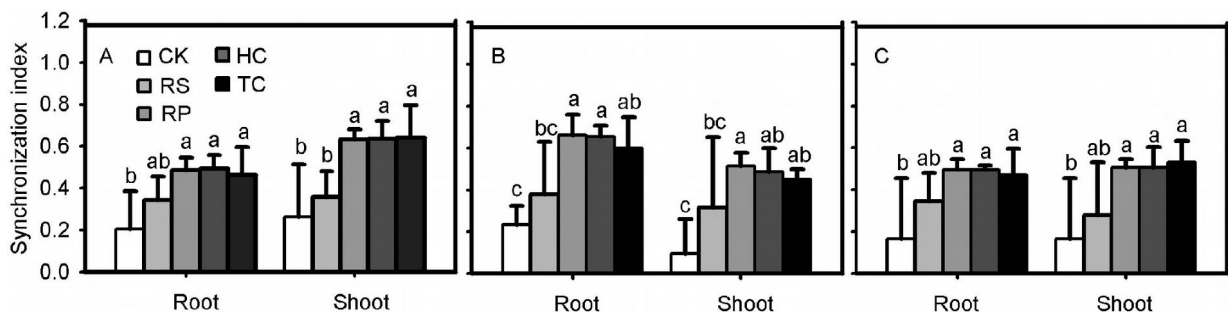 Synchronization index
1.2
1.0
0.8
0.6
0.4
0.2
0.0
A
CK
RS
RP
HC
TC
b
ab
a
a
a
b
b
a
a
a
Root
Shoot
B
c
bc
a
a
ab
c
bc
a
ab
ab
Root
Shoot
C
b
ab
a
a
a
b
ab
a
a
a
Root
Shoot